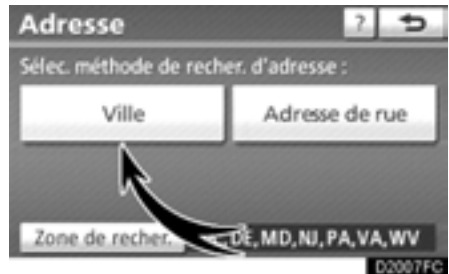 Adresse ?
Sélec. méthode de recher. d'adresse :
Ville Adresse de rue
Zone de recher. DE, MD, NJ, PA, VA, WV
D2007FC